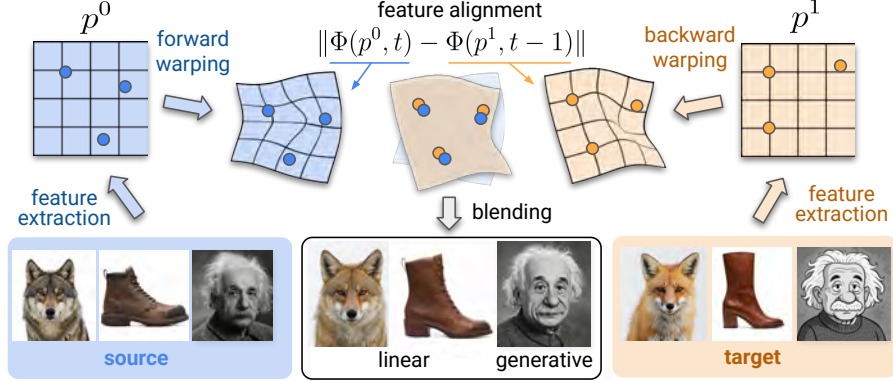 feature alignment
p^0
p^1
‖Φ(p^0, t) − Φ(p^1, t − 1)‖
forward
warping
backward
warping
feature
extraction
blending
feature
extraction
source
linear
generative
target